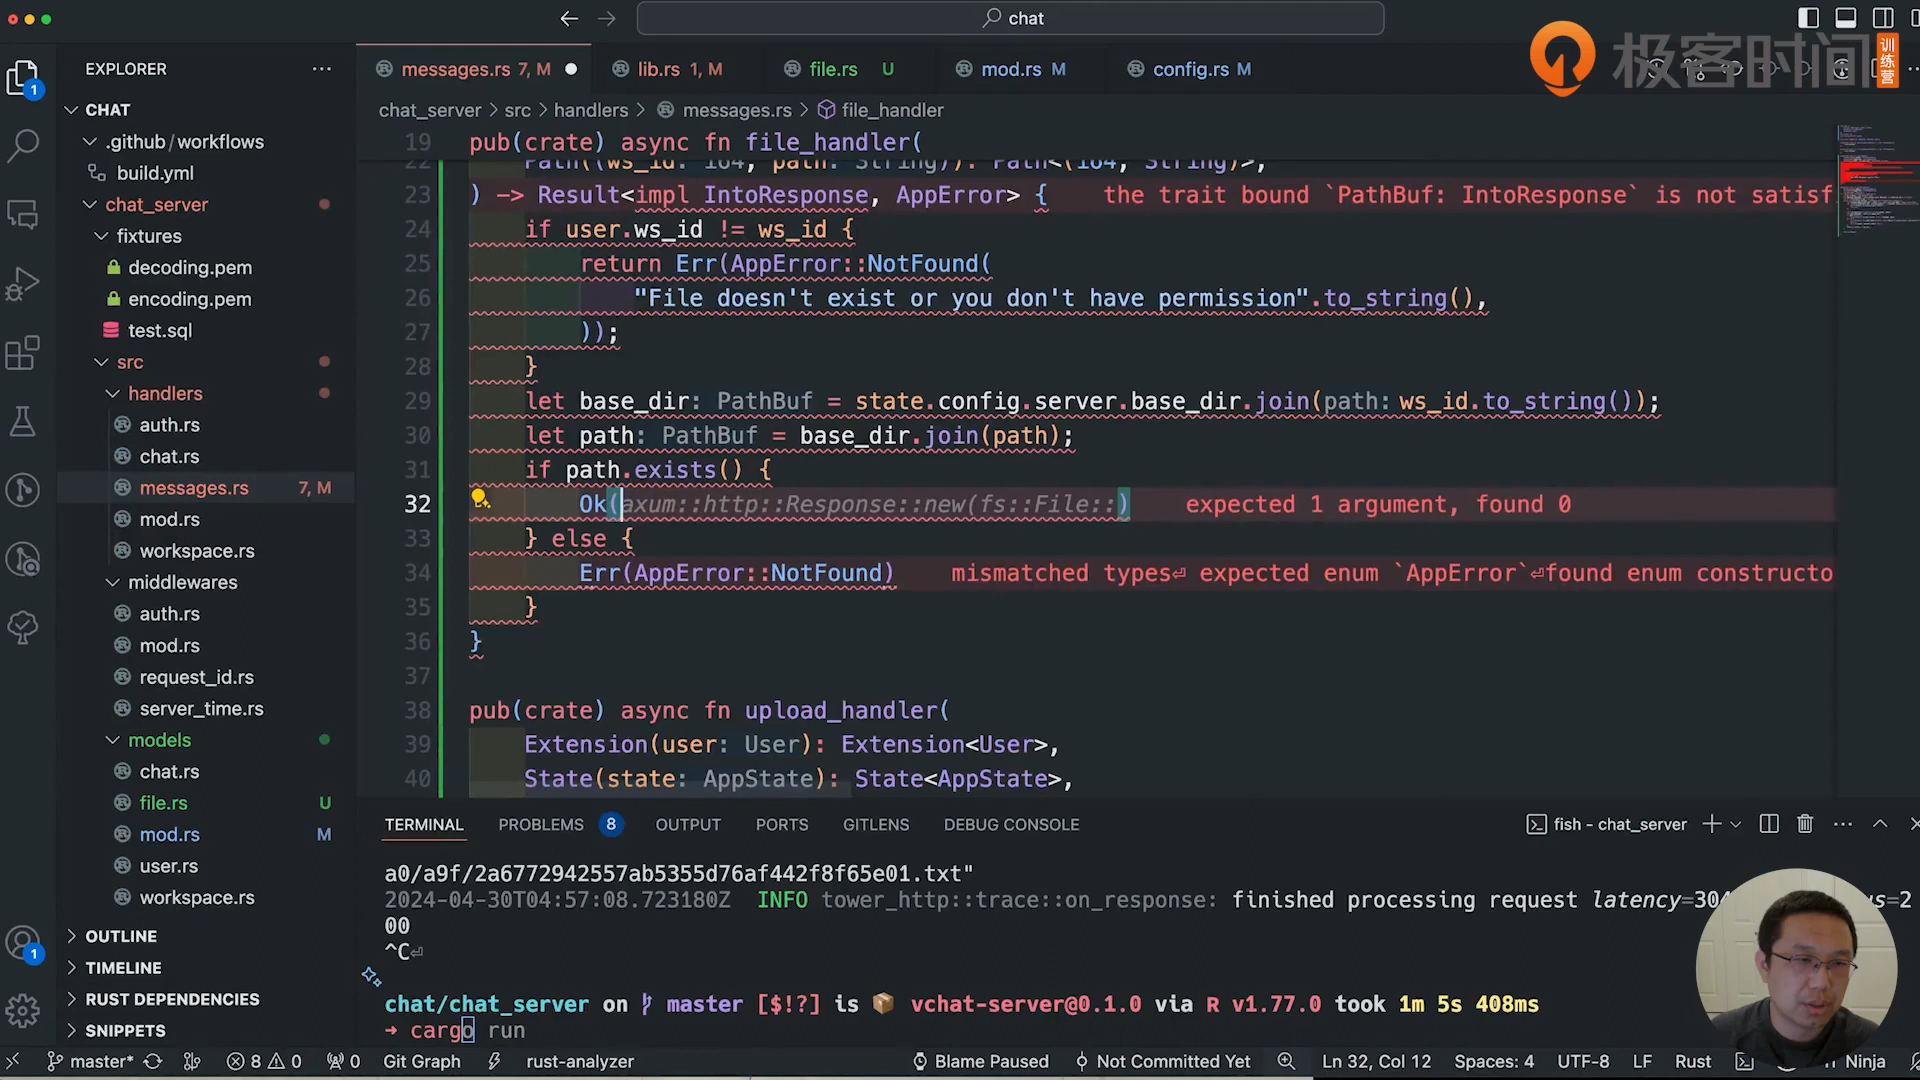 chat
极客时间 训练营
EXPLORER
messages.rs 7, M
lib.rs 1, M
file.rs U
mod.rs M
config.rs M
chat_server > src > handlers > messages.rs > file_handler
CHAT
.github/workflows
build.yml
chat_server
fixtures
decoding.pem
encoding.pem
test.sql
src
handlers
auth.rs
chat.rs
messages.rs 7, M
mod.rs
workspace.rs
middlewares
auth.rs
mod.rs
request_id.rs
server_time.rs
models
chat.rs
file.rs U
mod.rs M
user.rs
workspace.rs
OUTLINE
TIMELINE
RUST DEPENDENCIES
SNIPPETS
19 pub(crate) async fn file_handler(
22 Path((ws_id: i64, path: String)): Path<(i64, String)>,
23 ) -> Result<impl IntoResponse, AppError> { the trait bound `PathBuf: IntoResponse` is not satisf
24 if user.ws_id != ws_id {
25 return Err(AppError::NotFound(
26 "File doesn't exist or you don't have permission".to_string(),
27 ));
28 }
29 let base_dir: PathBuf = state.config.server.base_dir.join(path: ws_id.to_string());
30 let path: PathBuf = base_dir.join(path);
31 if path.exists() {
32 Ok(axum::http::Response::new(fs::File::) expected 1 argument, found 0
33 } else {
34 Err(AppError::NotFound) mismatched types⏎ expected enum `AppError`⏎found enum constructo
35 }
36 }
37
38 pub(crate) async fn upload_handler(
39 Extension(user: User): Extension<User>,
40 State(state: AppState): State<AppState>,
TERMINAL PROBLEMS 8 OUTPUT PORTS GITLENS DEBUG CONSOLE
fish - chat_server
a0/a9f/2a6772942557ab5355d76af442f8f65e01.txt"
2024-04-30T04:57:08.723180Z INFO tower_http::trace::on_response: finished processing request latency=304
00
^C⏎
chat/chat_server on master [$!?] is 📦 vchat-server@0.1.0 via R v1.77.0 took 1m 5s 408ms
➜ cargo run
master* 8 0 0 Git Graph rust-analyzer
Blame Paused Not Committed Yet Ln 32, Col 12 Spaces: 4 UTF-8 LF Rust Ninja